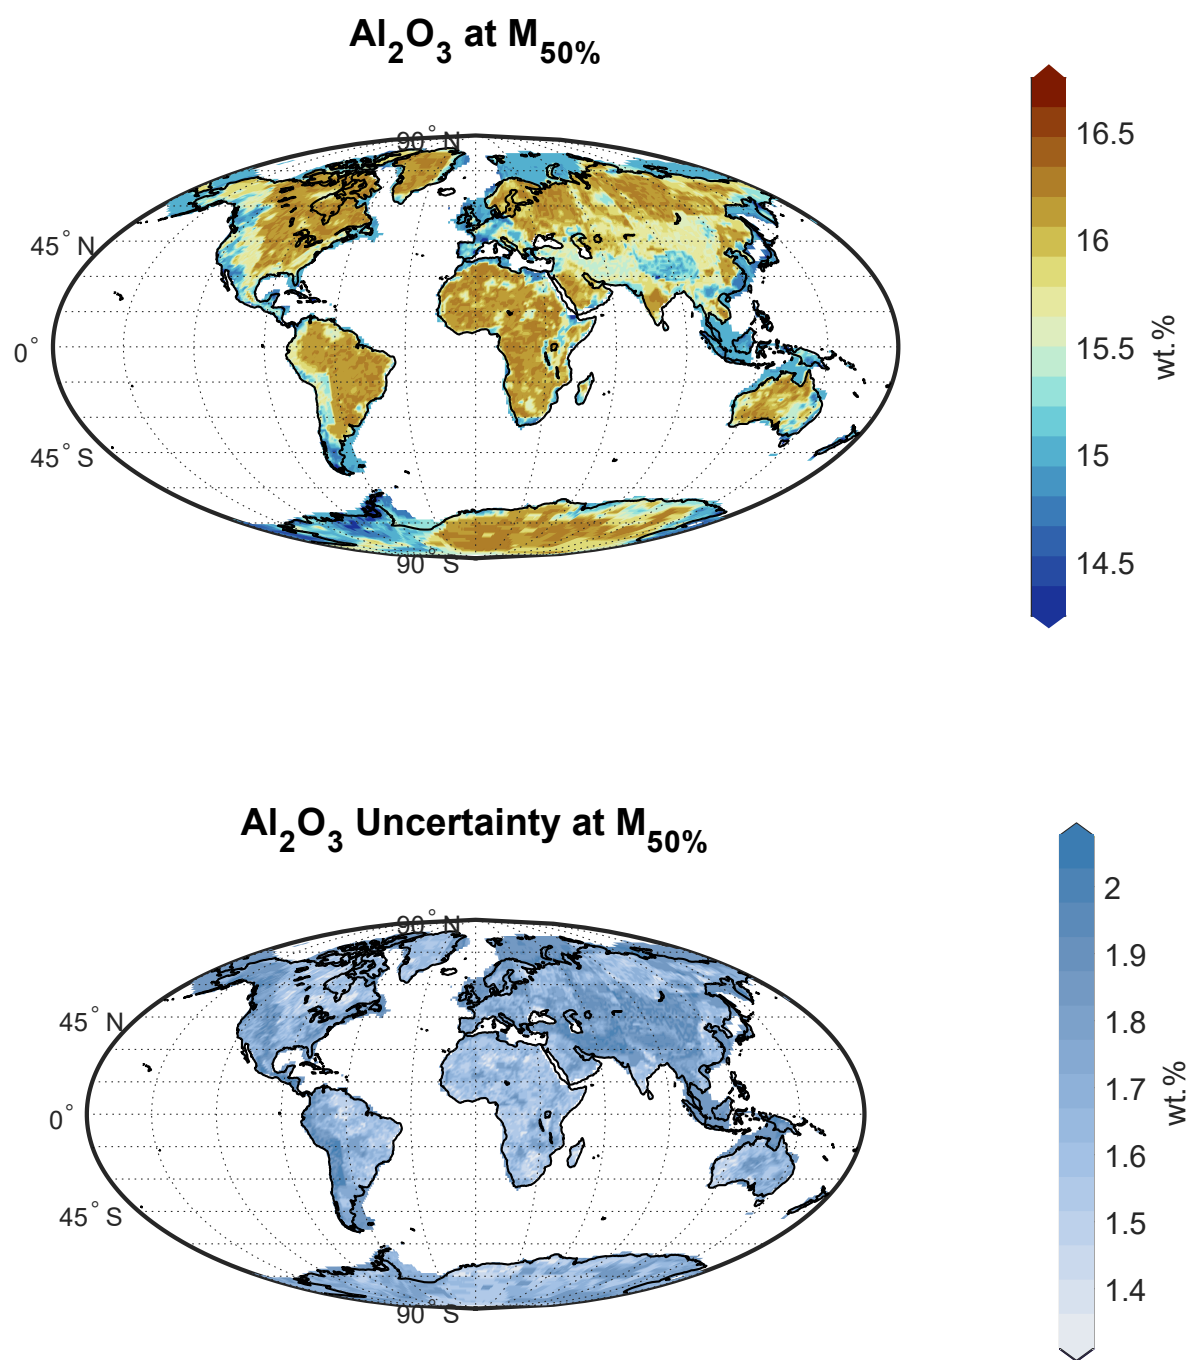 Al₂O₃ at M₅₀%
90° N
45° N
0°
45° S
90° S
16.5
16
15.5
15
14.5
wt.%
Al₂O₃ Uncertainty at M₅₀%
90° N
45° N
0°
45° S
90° S
2
1.9
1.8
1.7
1.6
1.5
1.4
wt.%